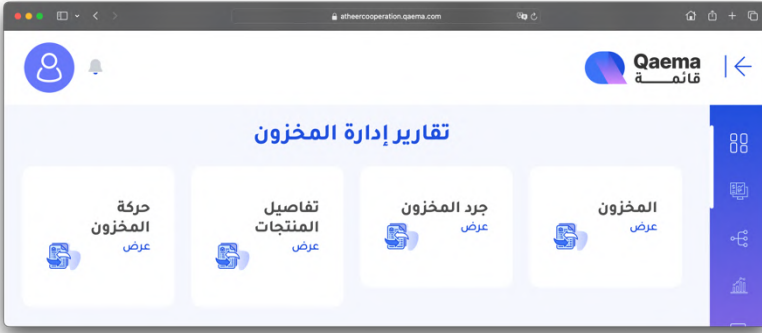 atheercooperation.qaema.com
Qaema
قائمة
تقارير إدارة المخزون
المخزون
عرض
جرد المخزون
عرض
تفاصيل
المنتجات
عرض
حركة
المخزون
عرض